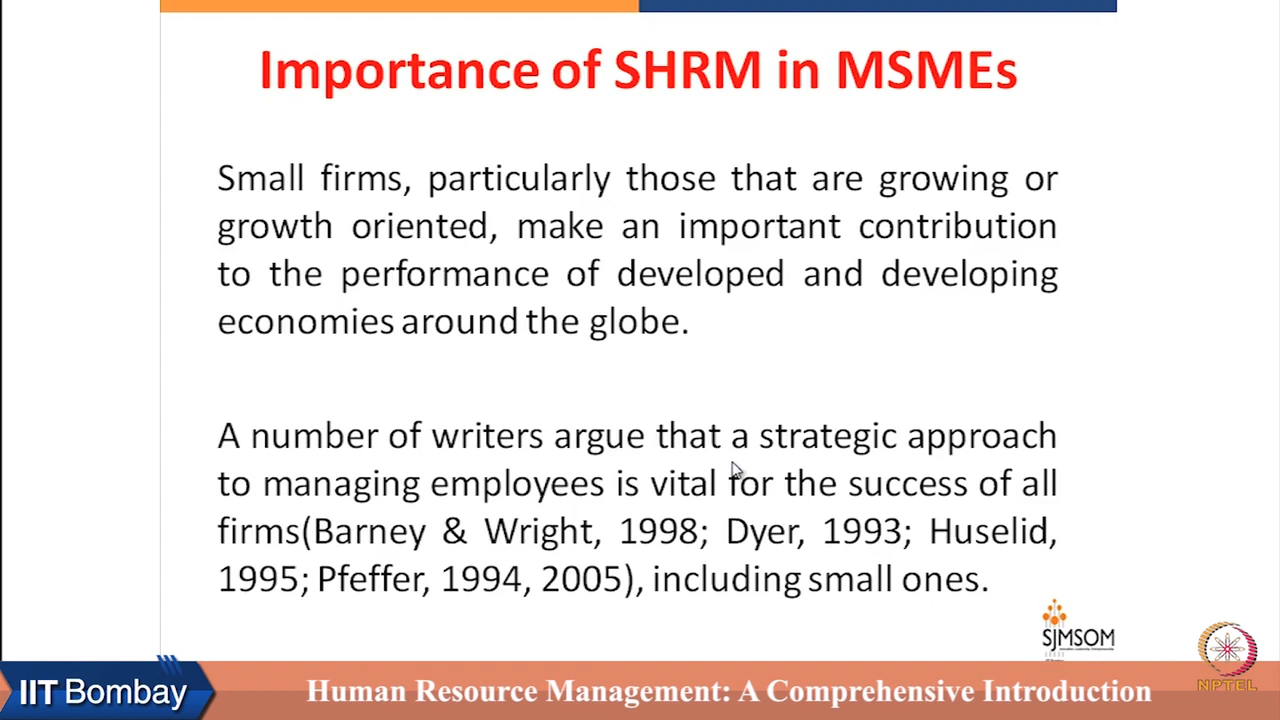 Importance of SHRM in MSMEs
Small firms, particularly those that are growing or
growth oriented, make an important contribution
to the performance of developed and developing
economies around the globe.
A number of writers argue that a strategic approach
to managing employees is vital for the success of all
firms(Barney & Wright, 1998; Dyer, 1993; Huselid,
1995; Pfeffer, 1994, 2005), including small ones.
SJMSOM
IIT Bombay
Human Resource Management: A Comprehensive Introduction
NPTEL